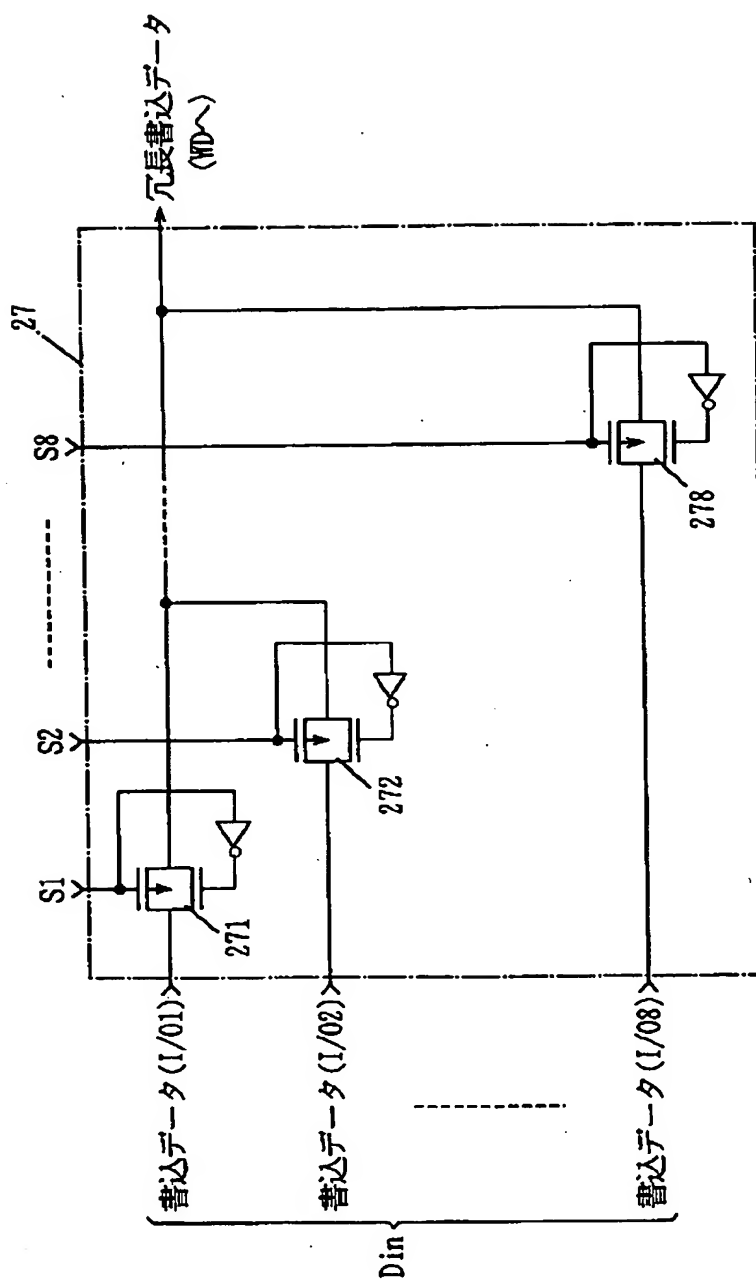 27
S1
S2
S8
冗長書込データ
(WDへ)
271
272
278
書込データ(I/O1)
書込データ(I/O2)
書込データ(I/O8)
Din